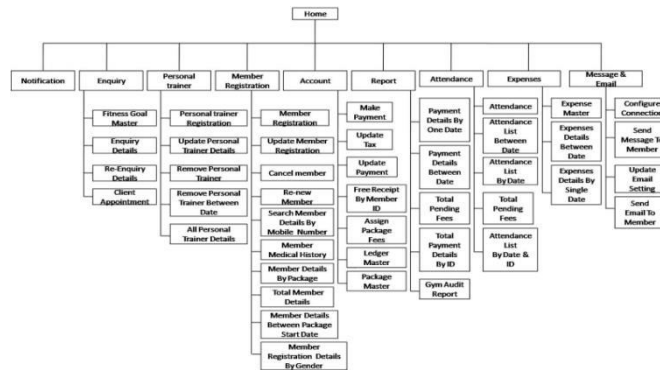 Home
Notification
Enquiry
Personal
trainer
Member
Registration
Account
Report
Attendance
Expenses
Message &
Email
Fitness Goal
Master
Enquiry
Details
Re-Enquiry
Details
Client
Appointment
Personal trainer
Registration
Update Personal
Trainer Details
Remove Personal
Trainer
Remove Personal
Trainer Between
Date
All Personal
Trainer Details
Member
Registration
Update Member
Registration
Cancel member
Re-new
Member
Search Member
Details By
Mobile Number
Member
Medical History
Member
Details By
Package
Total Member
Details
Member Details
Between Package
Start Date
Member
Registration Details
By Gender
Make
Payment
Update
Tax
Update
Payment
Free Receipt
By Member
ID
Assign
Package
Fees
Ledger
Master
Package
Master
Payment
Details By
One Date
Payment
Details
Between
Date
Total
Pending
Fees
Total
Payment
Details By ID
Gym Audit
Report
Attendance
Attendance
List
Between
Date
Attendance
List
By Date
Total
Pending Fees
Attendance
List
By Date & ID
Expense
Master
Expenses
Details
Between
Date
Expenses
Details By
Single
Date
Configure
Connection
Send
Message To
Member
Update
Email
Setting
Send
Email To
Member